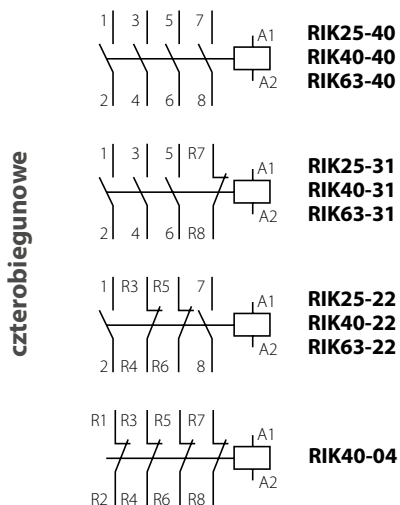 czterobiegunowe
1 3 5 7 A1
2 4 6 8 A2
RIK25-40
RIK40-40
RIK63-40
1 3 5 R7 A1
2 4 6 R8 A2
RIK25-31
RIK40-31
RIK63-31
1 R3 R5 7 A1
2 R4 R6 8 A2
RIK25-22
RIK40-22
RIK63-22
R1 R3 R5 R7 A1
R2 R4 R6 R8 A2
RIK40-04